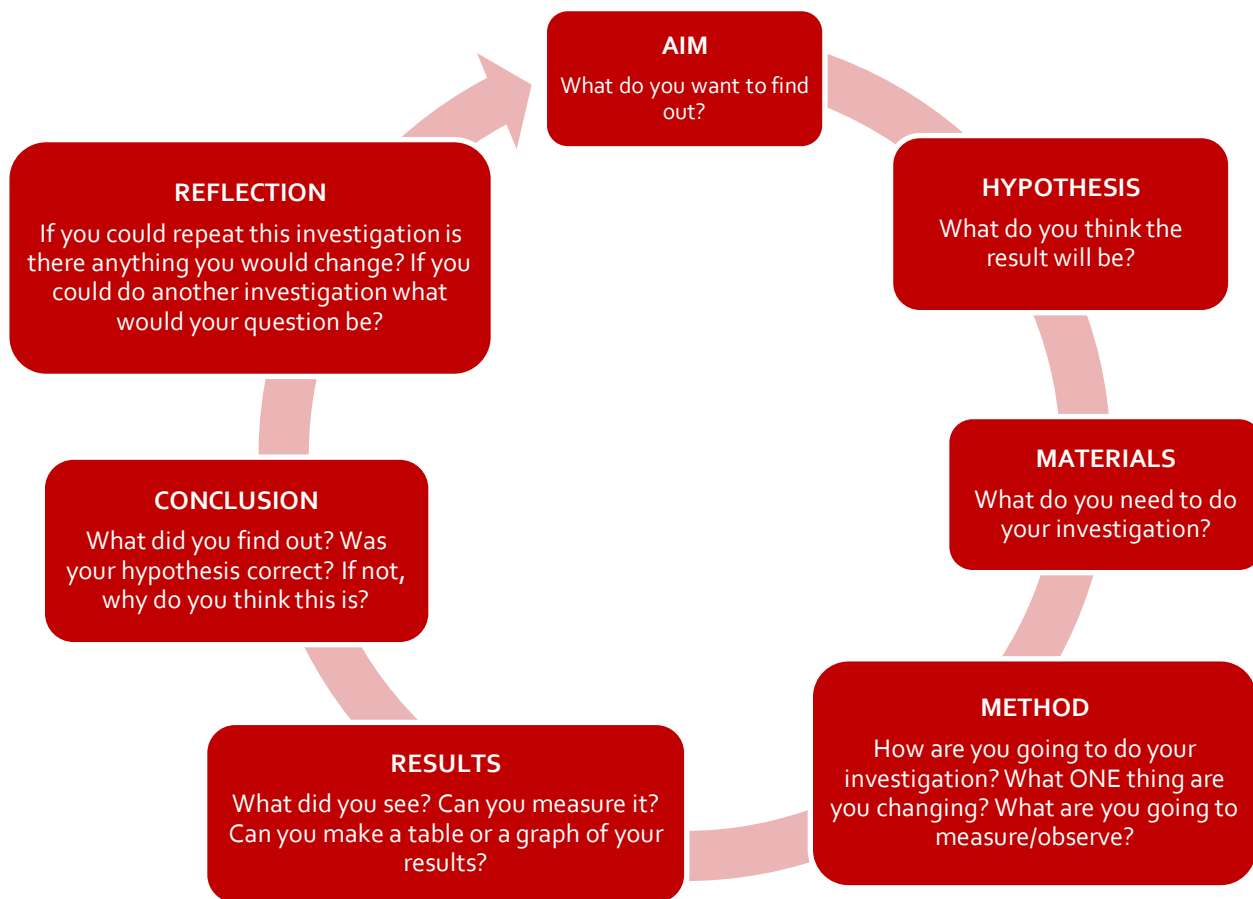 AIM
What do you want to find
out?
HYPOTHESIS
What do you think the
result will be?
MATERIALS
What do you need to do
your investigation?
METHOD
How are you going to do your
investigation? What ONE thing are
you changing? What are you going to
measure/observe?
RESULTS
What did you see? Can you measure it?
Can you make a table or a graph of your
results?
CONCLUSION
What did you find out? Was
your hypothesis correct? If not,
why do you think this is?
REFLECTION
If you could repeat this investigation is
there anything you would change? If you
could do another investigation what
would your question be?